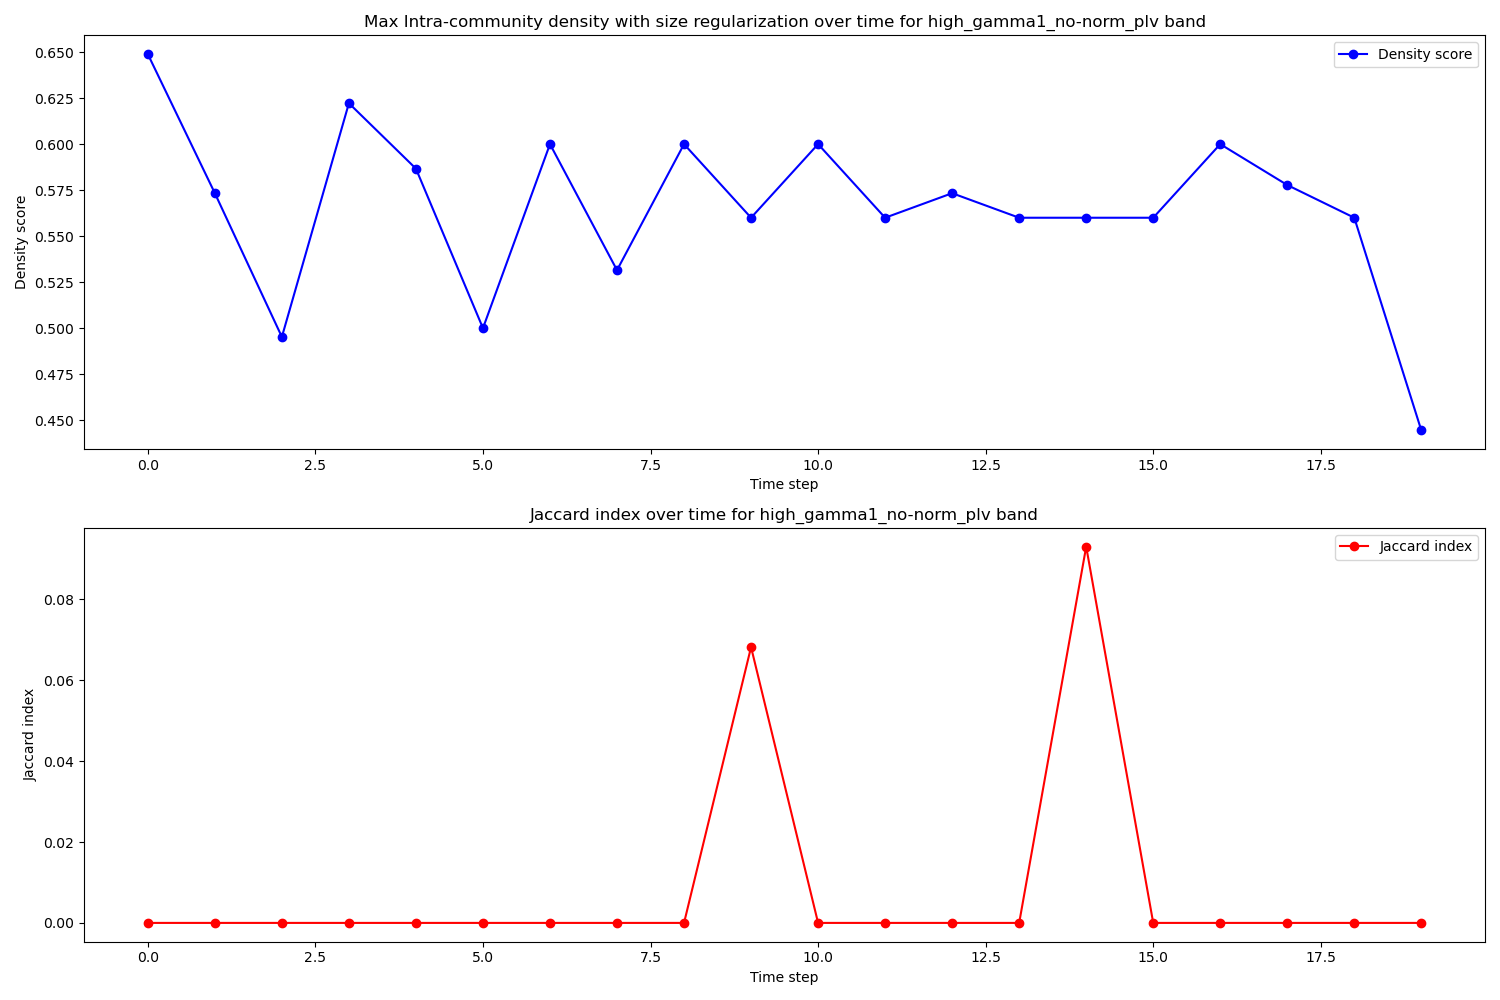 Max Intra-community density with size regularization over time for high_gamma1_no-norm_plv band
Density score
0.650
0.625
0.600
0.575
0.550
0.525
0.500
0.475
0.450
Density score
0.0 2.5 5.0 7.5 10.0 12.5 15.0 17.5
Time step
Jaccard index over time for high_gamma1_no-norm_plv band
Jaccard index
0.08
0.06
0.04
0.02
0.00
Jaccard index
0.0 2.5 5.0 7.5 10.0 12.5 15.0 17.5
Time step